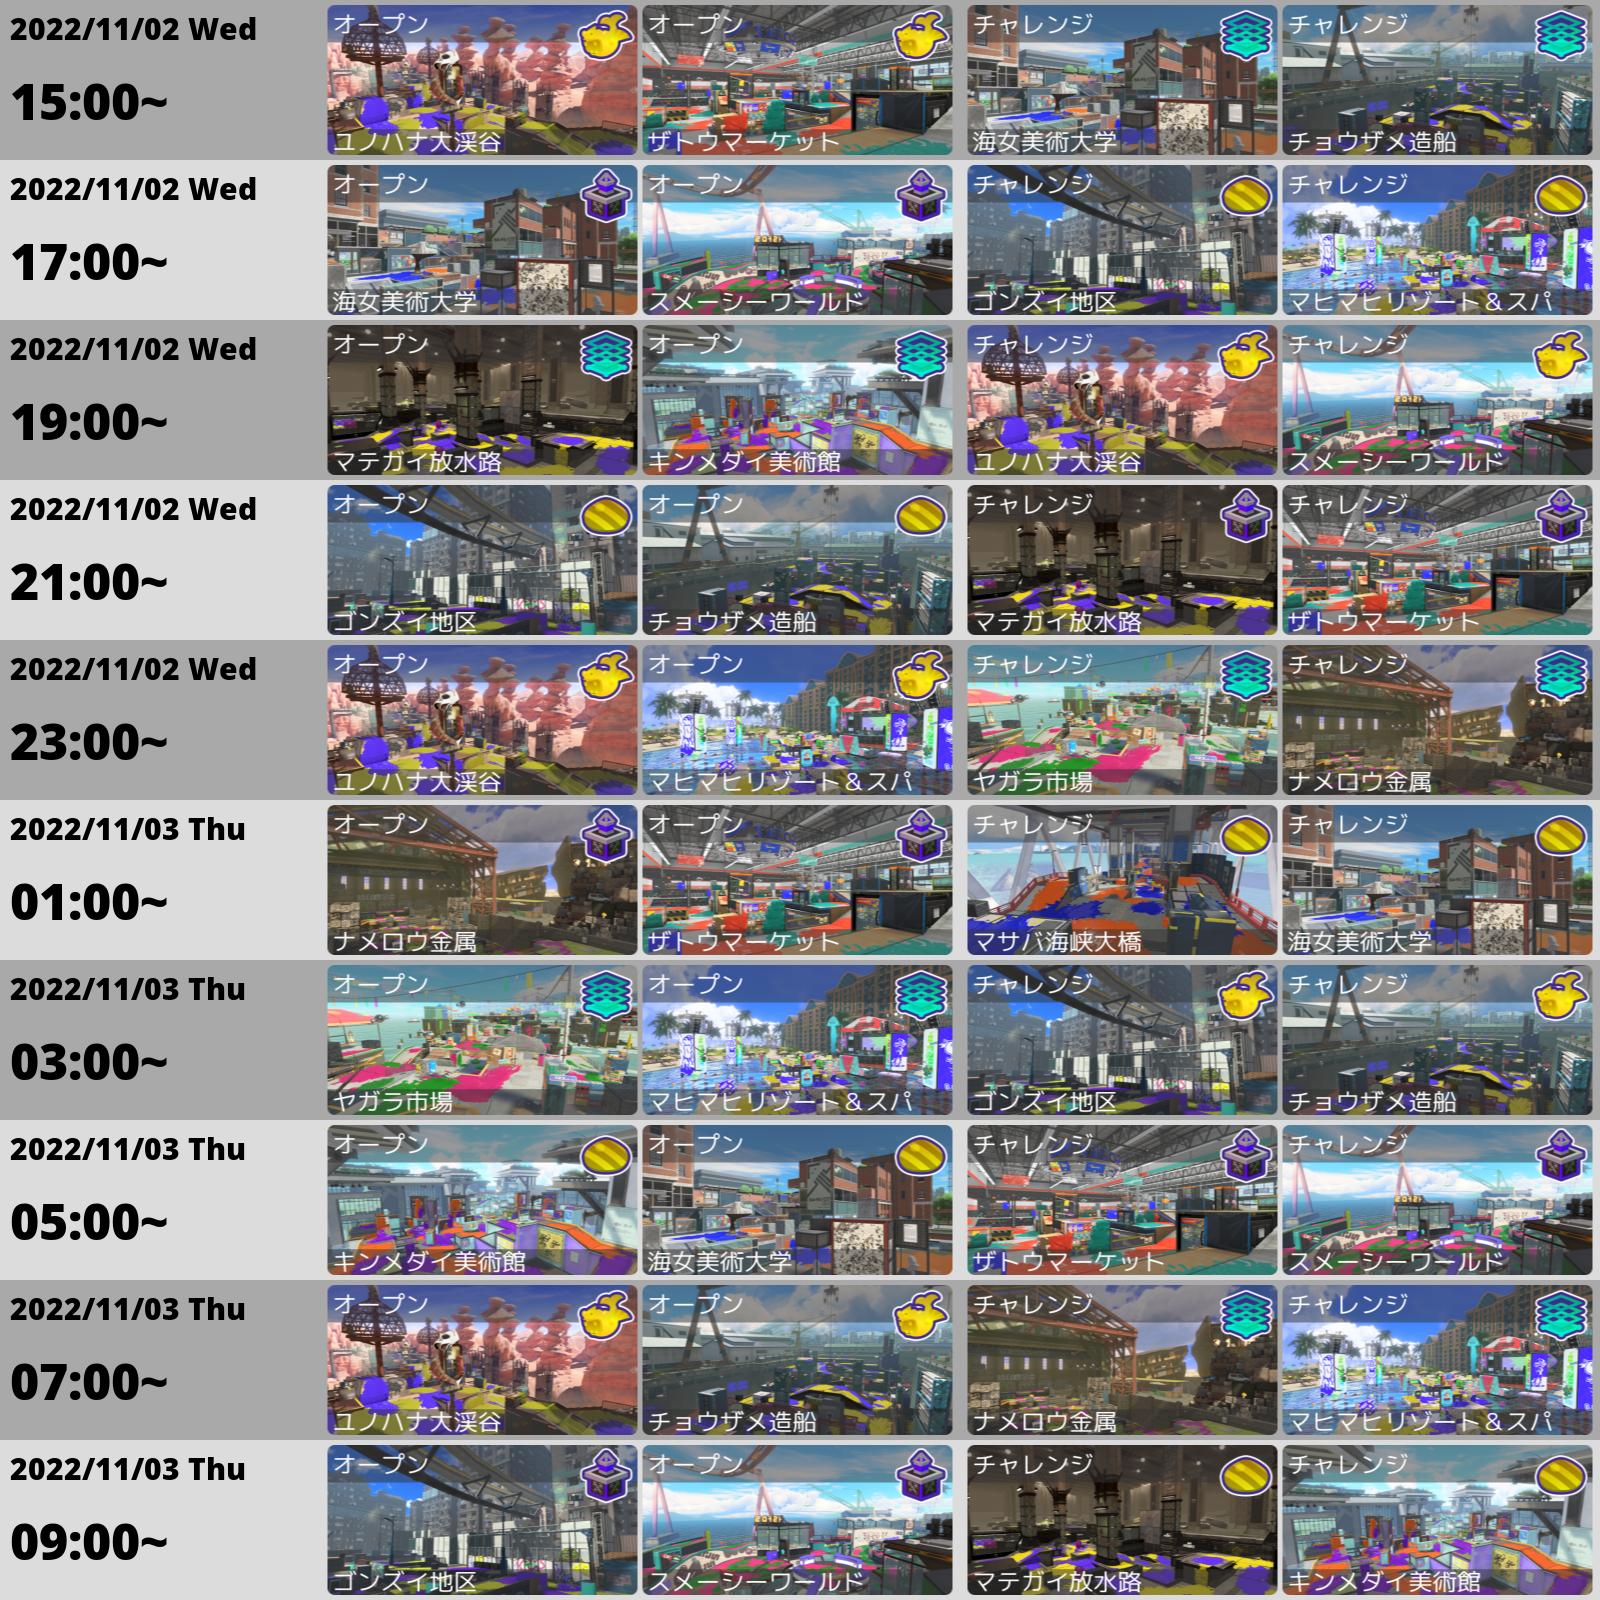 2022/11/02 Wed
15:00~
オープン
ユノハナ大渓谷
オープン
ザトウマーケット
チャレンジ
海女美術大学
チャレンジ
チョウザメ造船
2022/11/02 Wed
17:00~
オープン
海女美術大学
オープン
スメーシーワールド
チャレンジ
ゴンズイ地区
チャレンジ
マヒマヒリゾート＆スパ
2022/11/02 Wed
19:00~
オープン
マテガイ放水路
オープン
キンメダイ美術館
チャレンジ
ユノハナ大渓谷
チャレンジ
スメーシーワールド
2022/11/02 Wed
21:00~
オープン
ゴンズイ地区
オープン
チョウザメ造船
チャレンジ
マテガイ放水路
チャレンジ
ザトウマーケット
2022/11/02 Wed
23:00~
オープン
ユノハナ大渓谷
オープン
マヒマヒリゾート＆スパ
チャレンジ
ヤガラ市場
チャレンジ
ナメロウ金属
2022/11/03 Thu
01:00~
オープン
ナメロウ金属
オープン
ザトウマーケット
チャレンジ
マサバ海峡大橋
チャレンジ
海女美術大学
2022/11/03 Thu
03:00~
オープン
ヤガラ市場
オープン
マヒマヒリゾート＆スパ
チャレンジ
ゴンズイ地区
チャレンジ
チョウザメ造船
2022/11/03 Thu
05:00~
オープン
キンメダイ美術館
オープン
海女美術大学
チャレンジ
ザトウマーケット
チャレンジ
スメーシーワールド
2022/11/03 Thu
07:00~
オープン
ユノハナ大渓谷
オープン
チョウザメ造船
チャレンジ
ナメロウ金属
チャレンジ
マヒマヒリゾート＆スパ
2022/11/03 Thu
09:00~
オープン
ゴンズイ地区
オープン
スメーシーワールド
チャレンジ
マテガイ放水路
チャレンジ
キンメダイ美術館